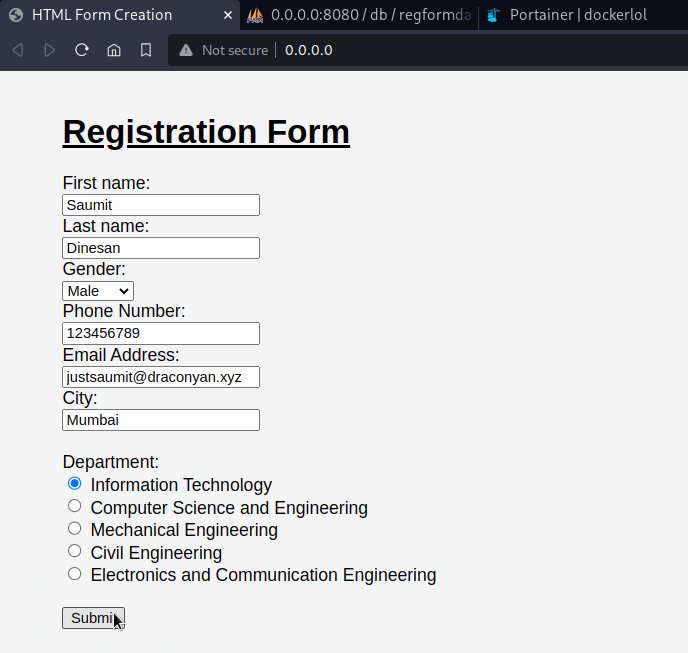 HTML Form Creation
0.0.0.0:8080 / db / regformda
Portainer | dockerlol
Not secure
0.0.0.0
Registration Form
First name:
Saumit
Last name:
Dinesan
Gender:
Male
Phone Number:
123456789
Email Address:
justsaumit@draconyan.xyz
City:
Mumbai
Department:
Information Technology
Computer Science and Engineering
Mechanical Engineering
Civil Engineering
Electronics and Communication Engineering
Submit